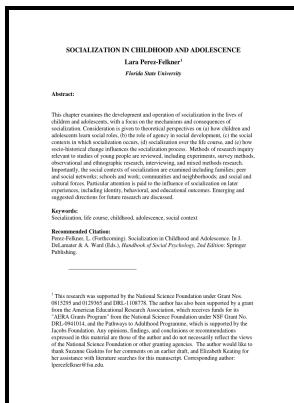 SOCIALIZATION IN CHILDHOOD AND ADOLESCENCE
Lara Perez-Felkner1
Florida State University
Abstract:
This chapter examines the development and operation of socialization in the lives of
children and adolescents, with a focus on the mechanisms and consequences of
socialization. Consideration is given to theoretical perspectives on (a) how children and
adolescents learn social roles, (b) the role of agency in social development, (c) the social
contexts in which socialization occurs, (d) socialization over the life course, and (e) how
socio-historical change influences the socialization process. Methods of research inquiry
relevant to studies of young people are reviewed, including experiments, survey methods,
observational and ethnographic research, interviewing, and mixed methods research.
Importantly, the social contexts of socialization are examined including families; peer
and social networks; schools and work; communities and neighborhoods; and social and
cultural forces. Particular attention is paid to the influence of socialization on later
experiences, including identity, behavioral, and educational outcomes. Emerging and
suggested directions for future research are discussed.
Keywords:
Socialization, life course, childhood, adolescence, social context
Recommended Citation:
Perez-Felkner, L. (Forthcoming). Socialization in Childhood and Adolescence. In J.
DeLamater & A. Ward (Eds.), Handbook of Social Psychology, 2nd Edition: Springer
Publishing.
1 This research was supported by the National Science Foundation under Grant Nos.
0815295 and 0129365 and DRL-1108778. The author has also been supported by a grant
from the American Educational Research Association, which receives funds for its
"AERA Grants Program" from the National Science Foundation under NSF Grant No.
DRL-0941014, and the Pathways to Adulthood Programme, which is supported by the
Jacobs Foundation. Any opinions, findings, and conclusions or recommendations
expressed in this material are those of the author and do not necessarily reflect the views
of the National Science Foundation or other granting agencies. The author would like to
thank Suzanne Gaskins for her comments on an earlier draft, and Elizabeth Keating for
her assistance with literature searches for this manuscript. Corresponding author:
lperezfelkner@fsu.edu.